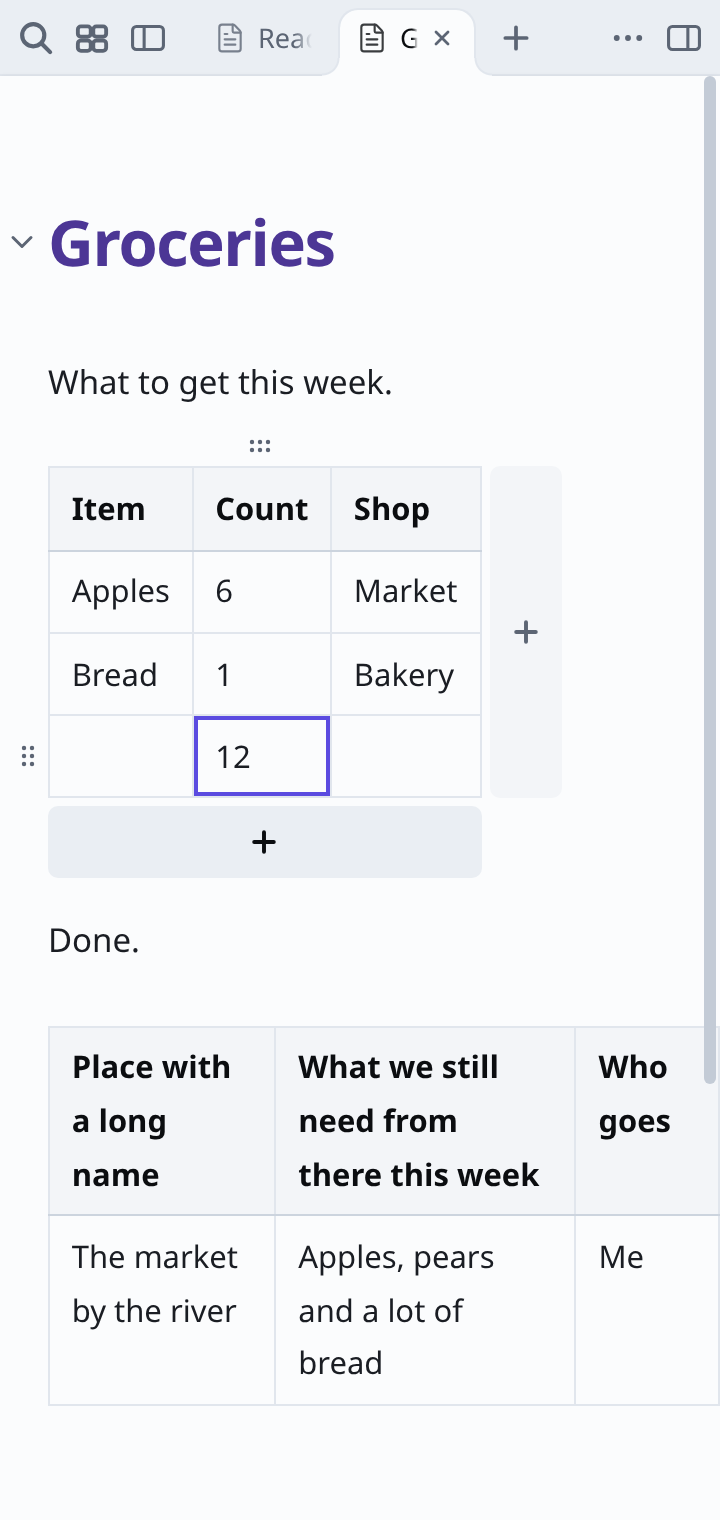 Rea
G
Groceries
What to get this week.
Item Count Shop
Apples 6 Market
Bread 1 Bakery
12
Done.
Place with a long name What we still need from there this week Who goes
The market by the river Apples, pears and a lot of bread Me